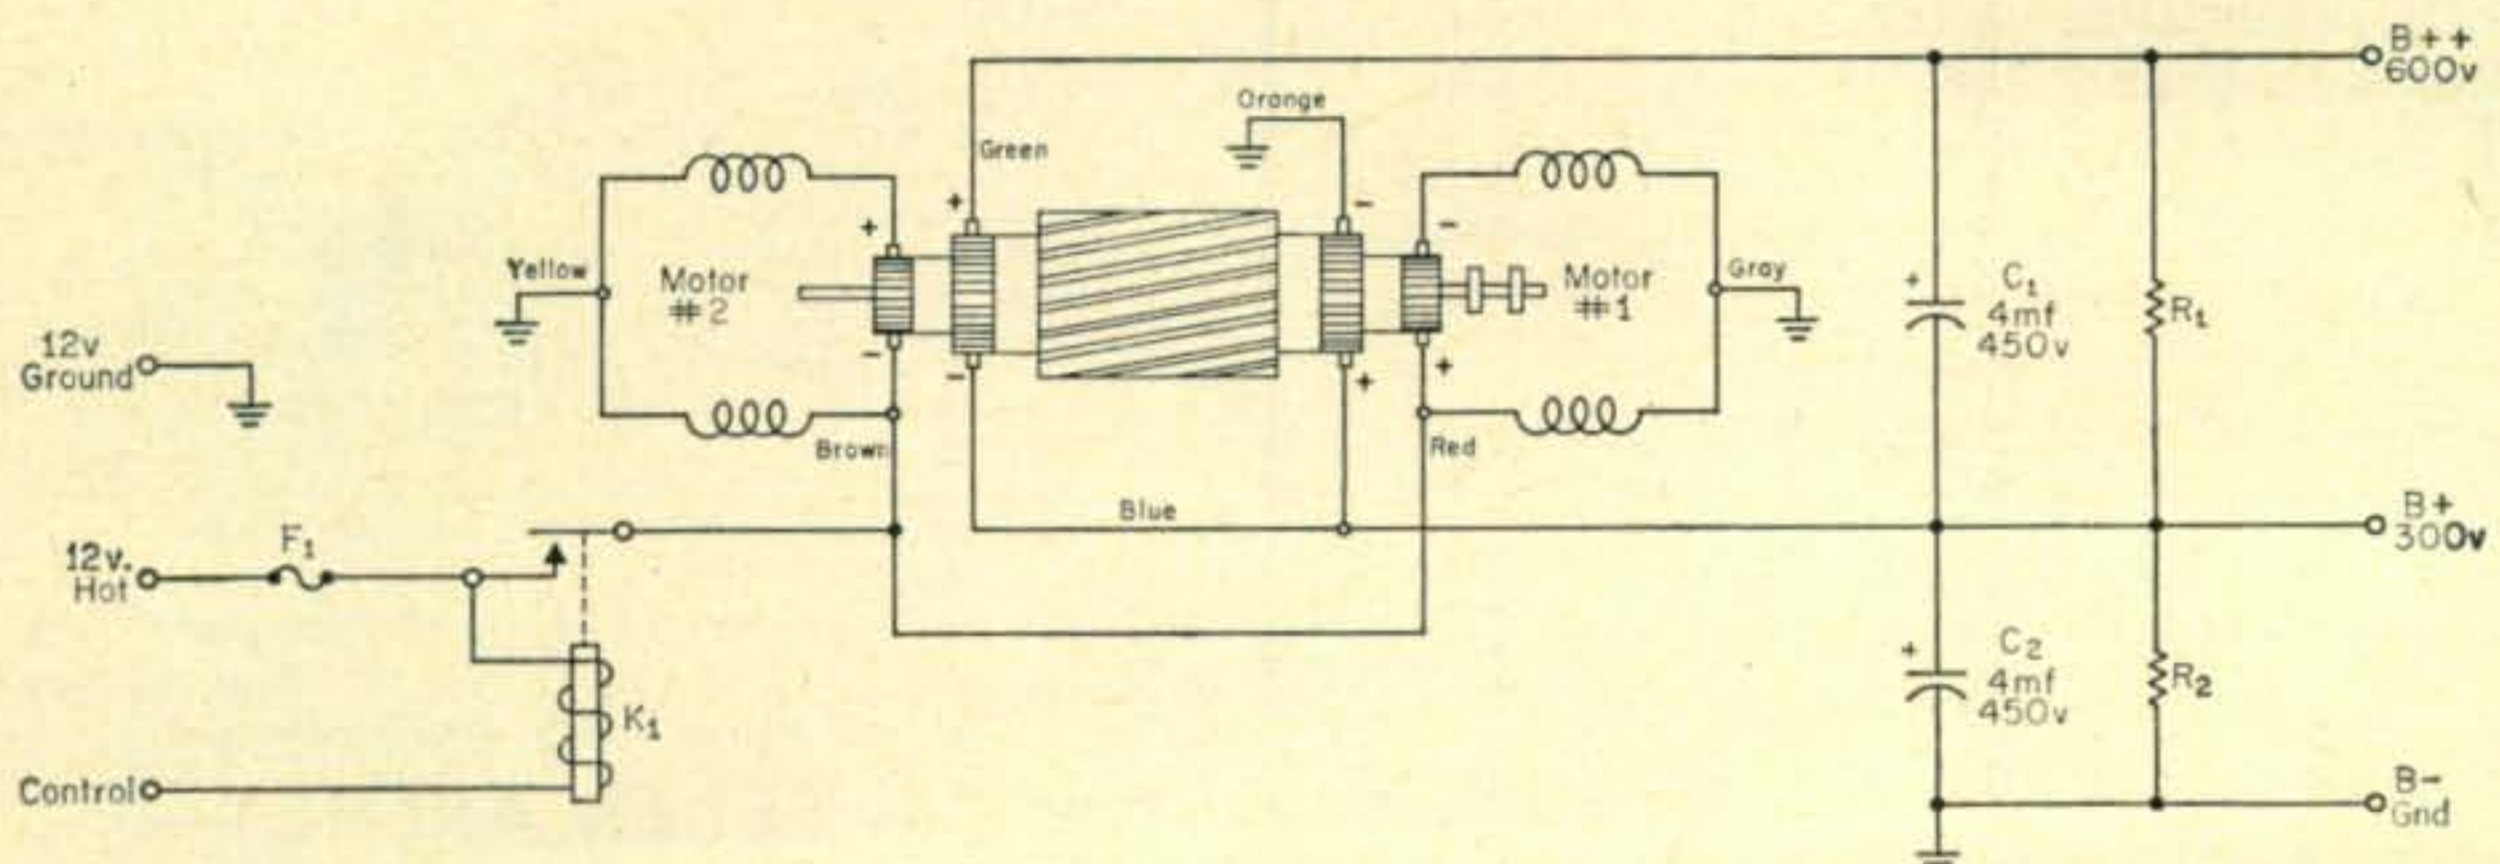 B++
600v
Orange
Green
Yellow
Motor
#2
Motor
#1
Gray
+
-
+
-
-
+
-
+
+
C1
4mf
450v
R1
12v
Ground
Brown
Red
Blue
B+
300v
F1
12v.
Hot
+
C2
4mf
450v
R2
K1
Control
B-
Gnd